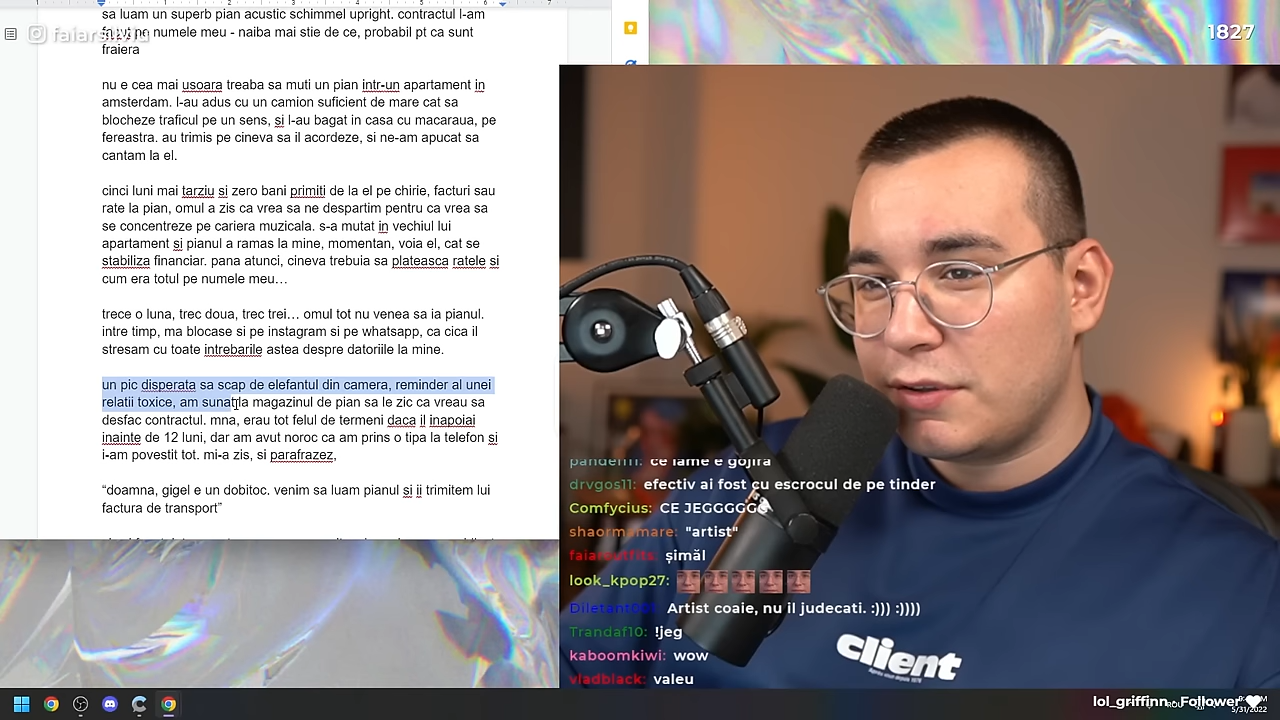 sa luam un superb pian acustic schimmel upright. contractul l-am
pe numele meu - naiba mai stie de ce, probabil pt ca sunt
fraiera
nu e cea mai usoara treaba sa muti un pian intr-un apartament in
amsterdam. l-au adus cu un camion suficient de mare cat sa
blocheze traficul pe un sens, si l-au bagat in casa cu macaraua, pe
fereastra. au trimis pe cineva sa il acordeze, si ne-am apucat sa
cantam la el.
cinci luni mai tarziu si zero bani primiti de la el pe chirie, facturi sau
rate la pian, omul a zis ca vrea sa ne despartim pentru ca vrea sa
se concentreze pe cariera muzicala. s-a mutat in vechiul lui
apartament si pianul a ramas la mine, momentan, voia el, cat se
stabiliza financiar. pana atunci, cineva trebuia sa plateasca ratele si
cum era totul pe numele meu…
trece o luna, trec doua, trec trei… omul tot nu venea sa ia pianul.
intre timp, ma blocase si pe instagram si pe whatsapp, ca cica il
stresam cu toate intrebarile astea despre datoriile la mine.
un pic disperata sa scap de elefantul din camera, reminder al unei
relatii toxice, am sunat la magazinul de pian sa le zic ca vreau sa
desfac contractul. mna, erau tot felul de termeni daca il inapoiai
inainte de 12 luni, dar am avut noroc ca am prins o tipa la telefon si
i-am povestit tot. mi-a zis, si parafrazez,
“doamna, gigel e un dobitoc. venim sa luam pianul si ii trimitem lui
factura de transport”
1827
ce lame e gojira
drvgos11: efectiv ai fost cu escrocul de pe tinder
Comfycius: CE JEGGGGGG
shaormamare: "artist"
șimăl
look_kpop27:
Artist coaie, nu il judecati. :))) :))))
Trandaf10: !jeg
kaboomkiwi: wow
vladblack: valeu
client
lol_griffinn - Follower
5/31/2022